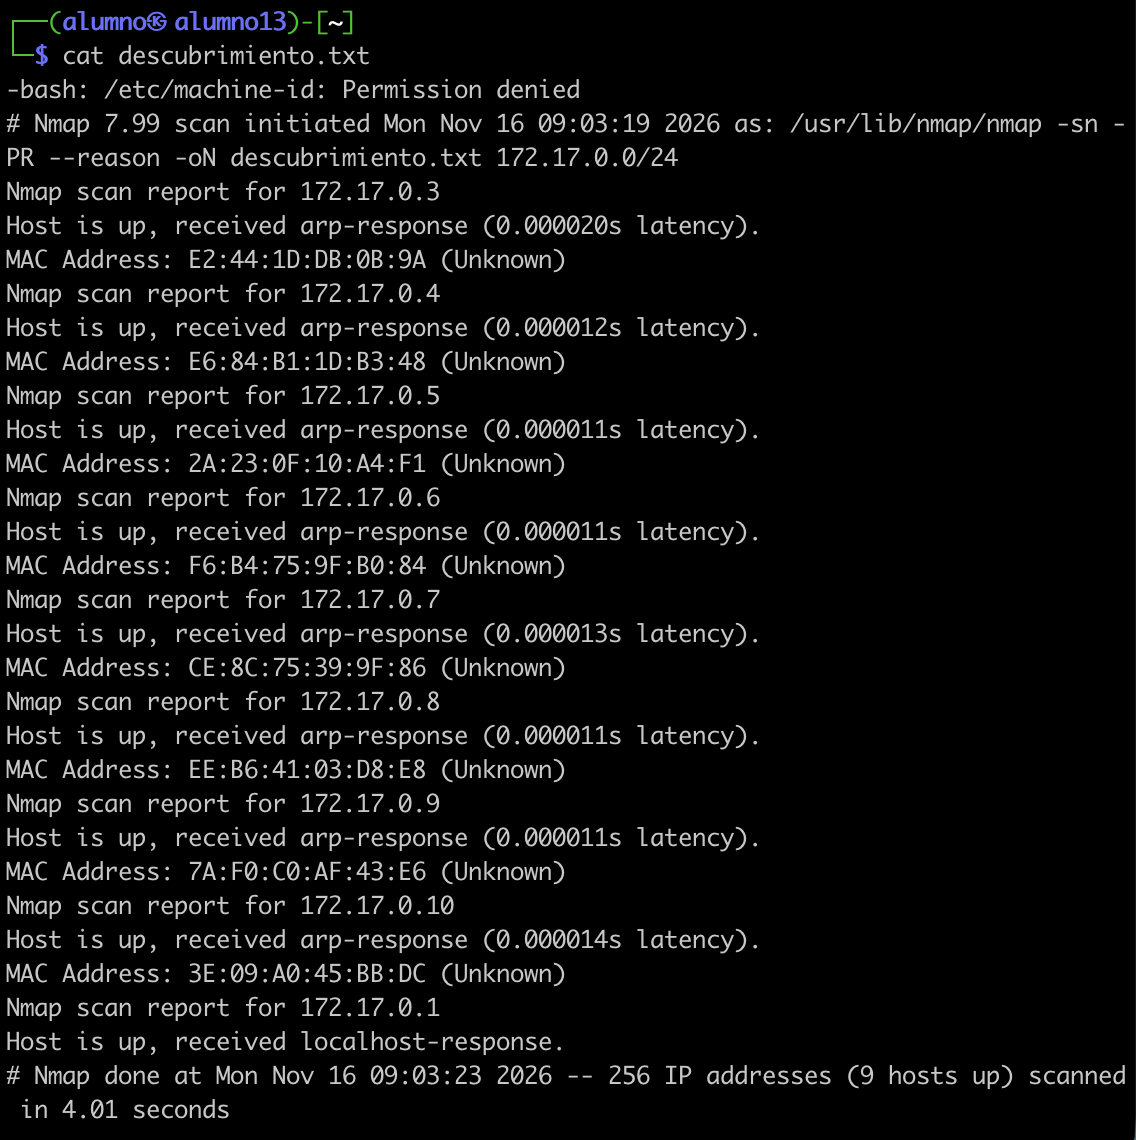 ┌──(alumno㉿ alumno13)-[~]
└─$ cat descubrimiento.txt
-bash: /etc/machine-id: Permission denied
# Nmap 7.99 scan initiated Mon Nov 16 09:03:19 2026 as: /usr/lib/nmap/nmap -sn -
PR --reason -oN descubrimiento.txt 172.17.0.0/24
Nmap scan report for 172.17.0.3
Host is up, received arp-response (0.000020s latency).
MAC Address: E2:44:1D:DB:0B:9A (Unknown)
Nmap scan report for 172.17.0.4
Host is up, received arp-response (0.000012s latency).
MAC Address: E6:84:B1:1D:B3:48 (Unknown)
Nmap scan report for 172.17.0.5
Host is up, received arp-response (0.000011s latency).
MAC Address: 2A:23:0F:10:A4:F1 (Unknown)
Nmap scan report for 172.17.0.6
Host is up, received arp-response (0.000011s latency).
MAC Address: F6:B4:75:9F:B0:84 (Unknown)
Nmap scan report for 172.17.0.7
Host is up, received arp-response (0.000013s latency).
MAC Address: CE:8C:75:39:9F:86 (Unknown)
Nmap scan report for 172.17.0.8
Host is up, received arp-response (0.000011s latency).
MAC Address: EE:B6:41:03:D8:E8 (Unknown)
Nmap scan report for 172.17.0.9
Host is up, received arp-response (0.000011s latency).
MAC Address: 7A:F0:C0:AF:43:E6 (Unknown)
Nmap scan report for 172.17.0.10
Host is up, received arp-response (0.000014s latency).
MAC Address: 3E:09:A0:45:BB:DC (Unknown)
Nmap scan report for 172.17.0.1
Host is up, received localhost-response.
# Nmap done at Mon Nov 16 09:03:23 2026 -- 256 IP addresses (9 hosts up) scanned
 in 4.01 seconds